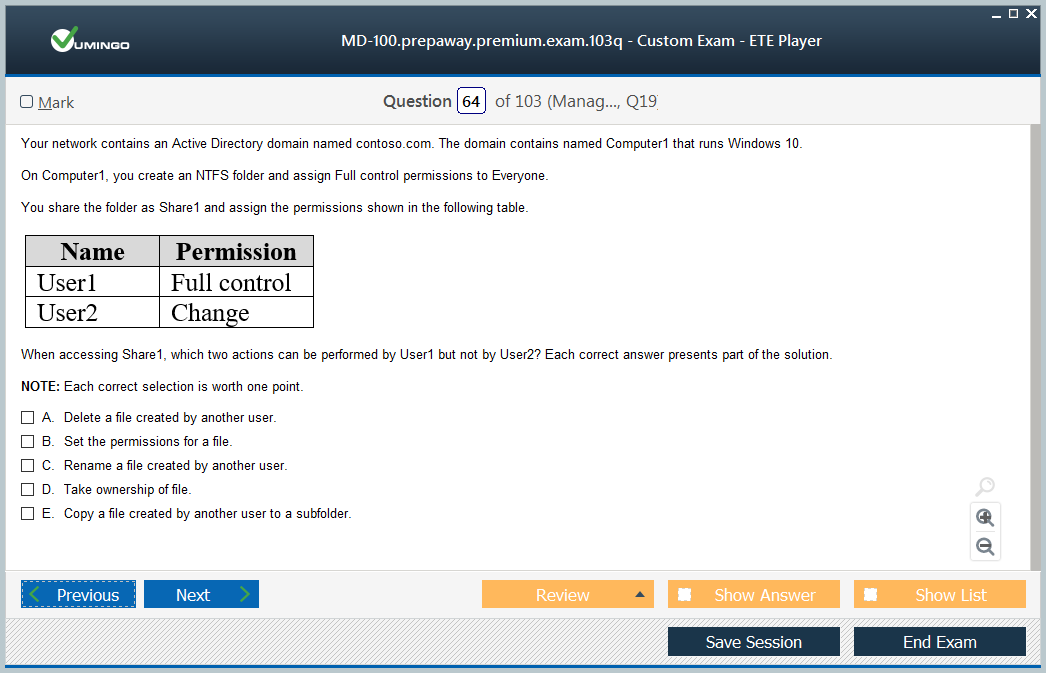 VUMINGO
MD-100.prepaway.premium.exam.103q - Custom Exam - ETE Player
Mark
Question 64 of 103 (Manag..., Q19
Your network contains an Active Directory domain named contoso.com. The domain contains named Computer1 that runs Windows 10.
On Computer1, you create an NTFS folder and assign Full control permissions to Everyone.
You share the folder as Share1 and assign the permissions shown in the following table.
Name Permission
User1 Full control
User2 Change
When accessing Share1, which two actions can be performed by User1 but not by User2? Each correct answer presents part of the solution.
NOTE: Each correct selection is worth one point.
A. Delete a file created by another user.
B. Set the permissions for a file.
C. Rename a file created by another user.
D. Take ownership of file.
E. Copy a file created by another user to a subfolder.
Previous Next Review Show Answer Show List
Save Session End Exam